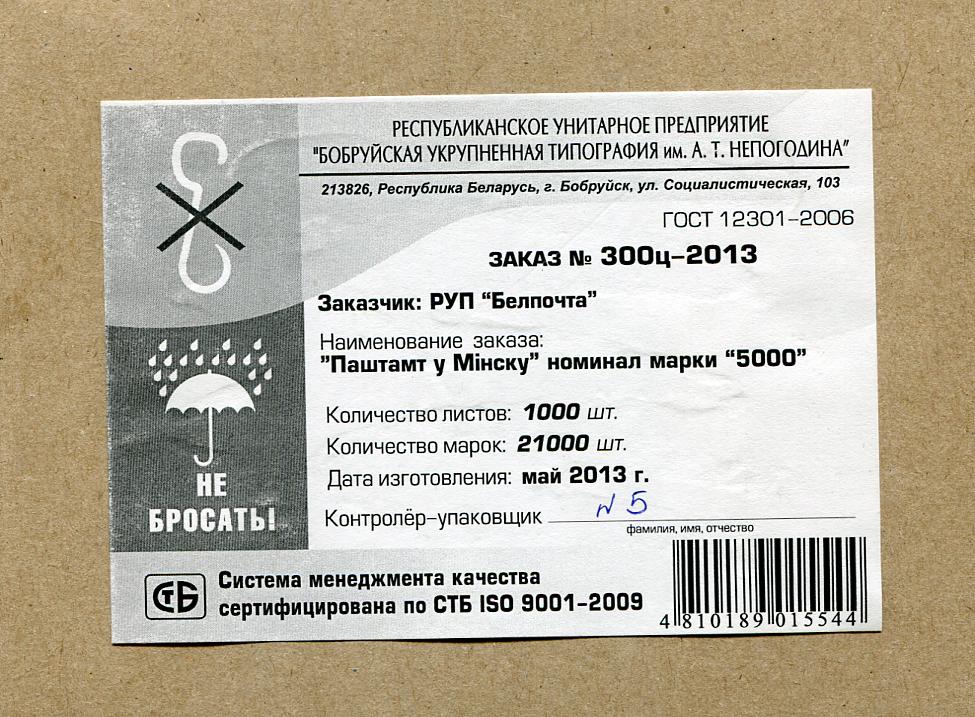 РЕСПУБЛИКАНСКОЕ УНИТАРНОЕ ПРЕДПРИЯТИЕ
"БОБРУЙСКАЯ УКРУПНЕННАЯ ТИПОГРАФИЯ им. А. Т. НЕПОГОДИНА"
213826, Республика Беларусь, г. Бобруйск, ул. Социалистическая, 103
ГОСТ 12301-2006
ЗАКАЗ № 300ц-2013
Заказчик: РУП "Белпочта"
Наименование заказа:
"Паштамт у Мінску" номинал марки "5000"
Количество листов: 1000 шт.
Количество марок: 21000 шт.
Дата изготовления: май 2013 г.
Контролёр-упаковщик N 5
фамилия, имя, отчество
НЕ
БРОСАТЬ!
СТБ
Система менеджмента качества
сертифицирована по СТБ ISO 9001-2009
4 810189 015544